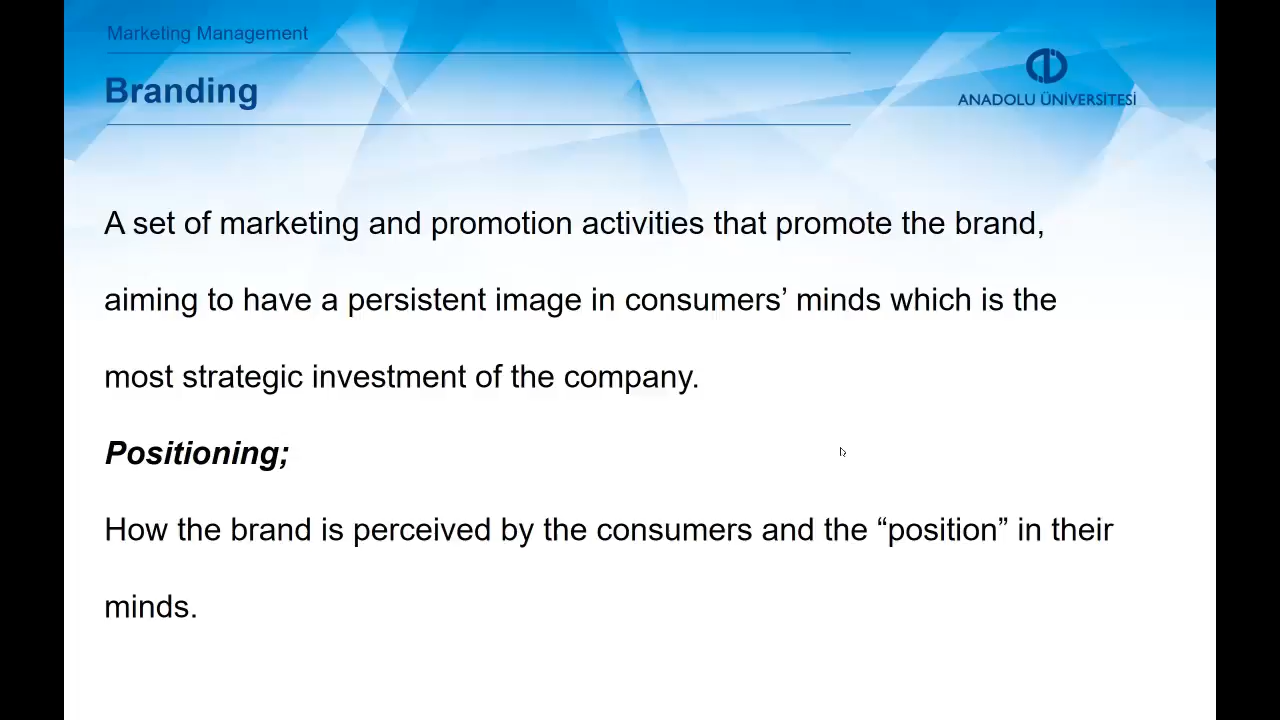 Marketing Management
Branding
ANADOLU ÜNİVERSİTESİ
A set of marketing and promotion activities that promote the brand,
aiming to have a persistent image in consumers’ minds which is the
most strategic investment of the company.
Positioning;
How the brand is perceived by the consumers and the “position” in their
minds.